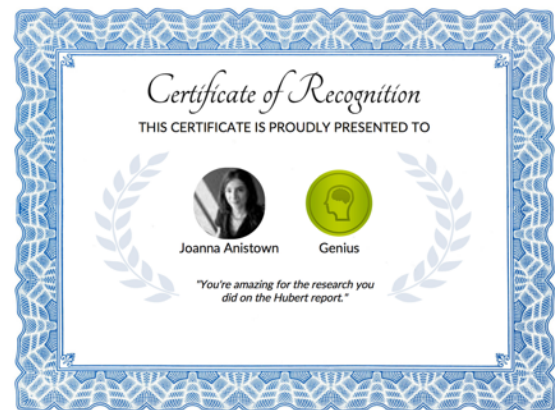 Certificate of Recognition
THIS CERTIFICATE IS PROUDLY PRESENTED TO
Joanna Anistown
Genius
"You're amazing for the research you
did on the Hubert report."